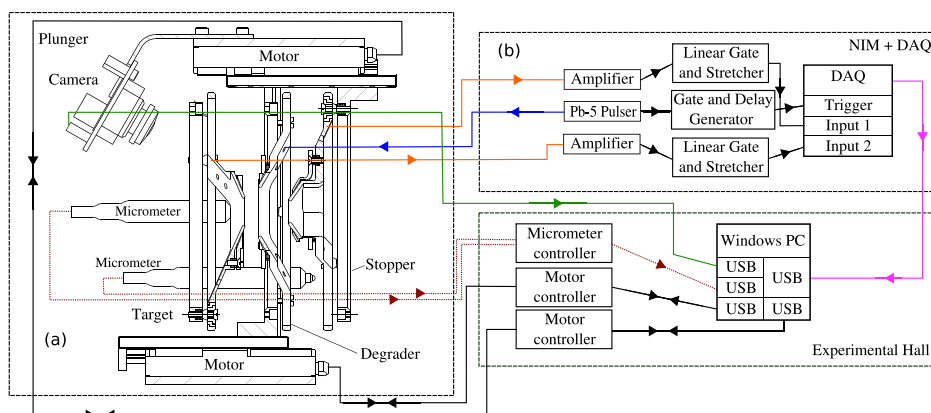 Plunger
Camera
Motor
Micrometer
Micrometer
Target
(a)
Stopper
Degrader
Motor
(b)
NIM + DAQ
Amplifier
Linear Gate
and Stretcher
Pb-5 Pulser
Gate and Delay
Generator
Amplifier
Linear Gate
and Stretcher
DAQ
Trigger
Input 1
Input 2
Micrometer
controller
Motor
controller
Motor
controller
Windows PC
USB
USB
USB
USB
USB
Experimental Hall